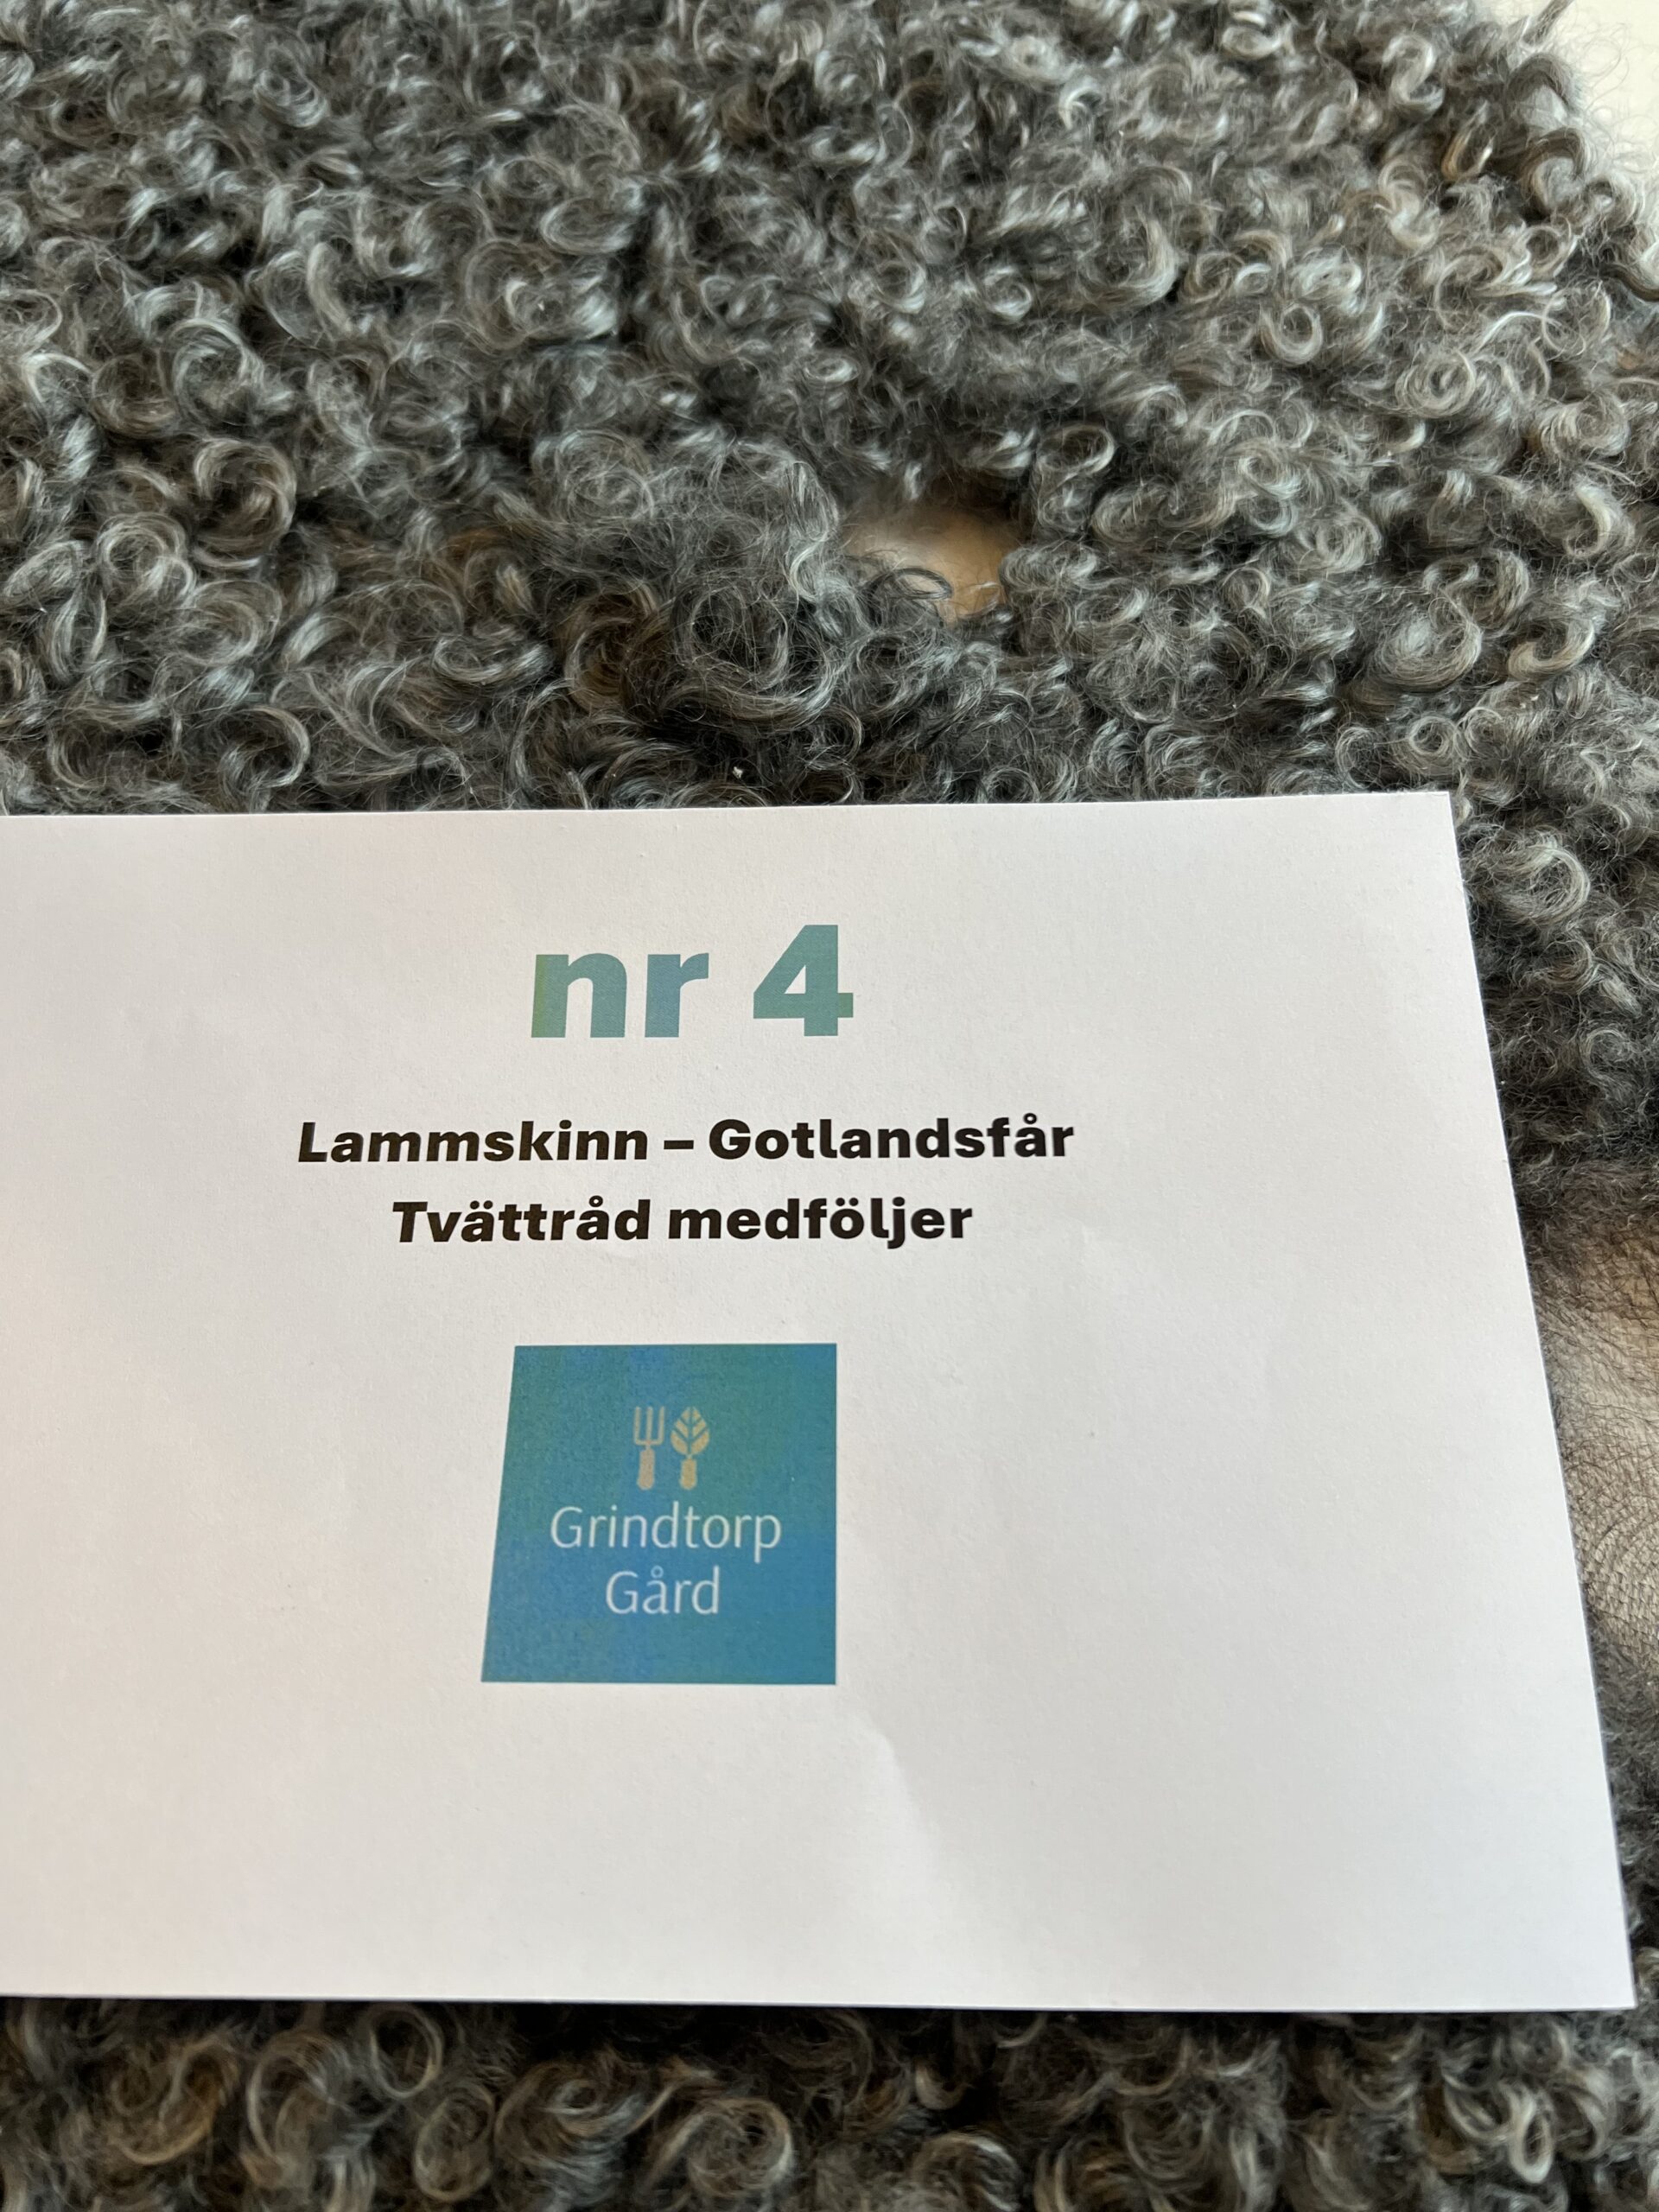 nr 4
Lammskinn – Gotlandsfår
Tvättråd medföljer
Grindtorp
Gård